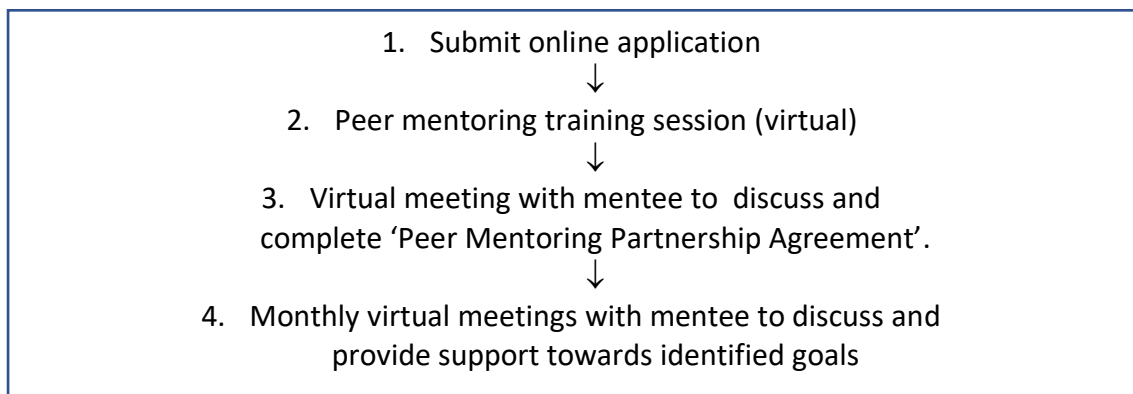 1. Submit online application
↓
2. Peer mentoring training session (virtual)
↓
3. Virtual meeting with mentee to  discuss and
complete ‘Peer Mentoring Partnership Agreement’.
↓
4. Monthly virtual meetings with mentee to discuss and
provide support towards identified goals